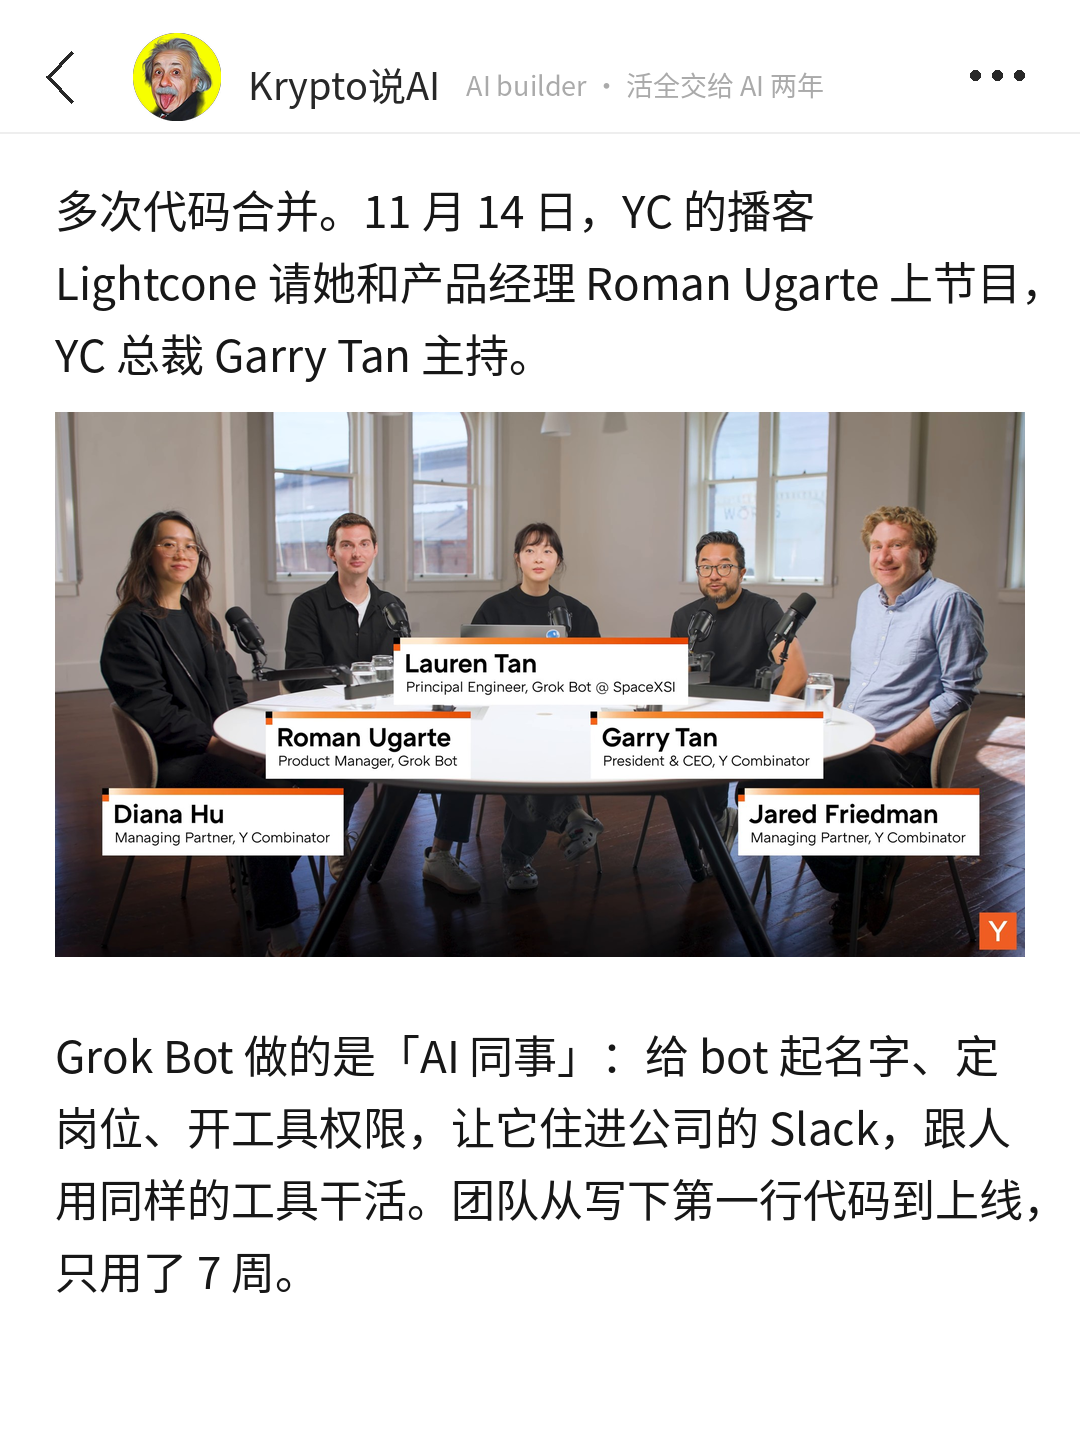 Krypto说AI AI builder · 活全交给 AI 两年
多次代码合并。11 月 14 日，YC 的播客
Lightcone 请她和产品经理 Roman Ugarte 上节目，
YC 总裁 Garry Tan 主持。
Lauren Tan
Principal Engineer, Grok Bot @ SpaceXSI
Roman Ugarte
Product Manager, Grok Bot
Garry Tan
President & CEO, Y Combinator
Diana Hu
Managing Partner, Y Combinator
Jared Friedman
Managing Partner, Y Combinator
Y
Grok Bot 做的是「AI 同事」：给 bot 起名字、定
岗位、开工具权限，让它住进公司的 Slack，跟人
用同样的工具干活。团队从写下第一行代码到上线，
只用了 7 周。